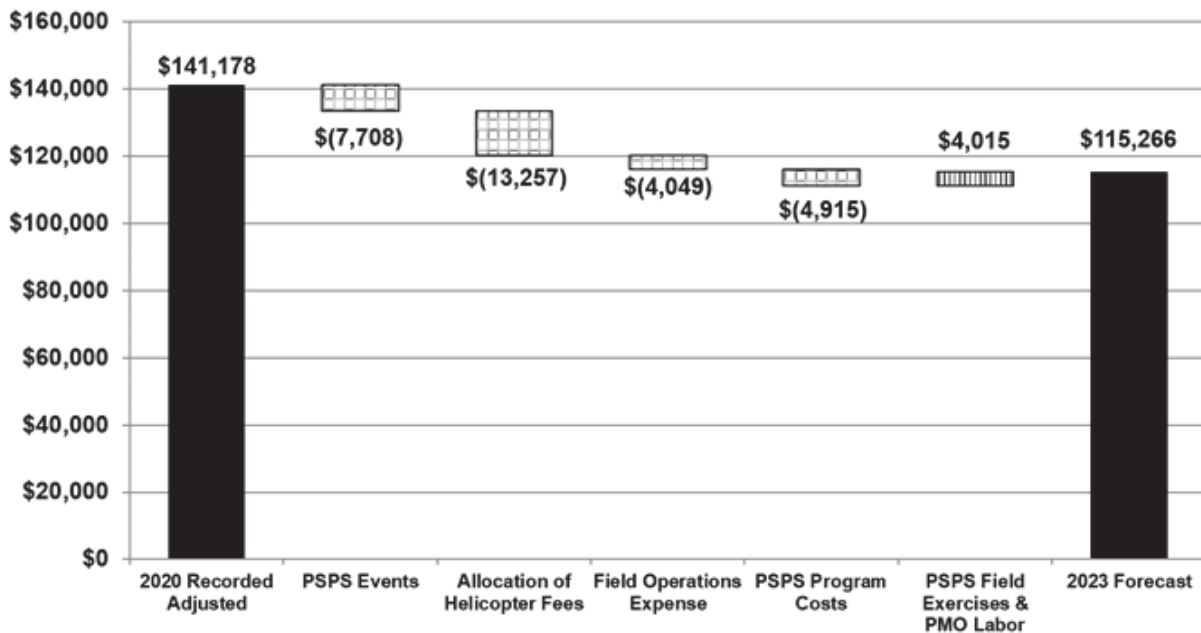 $160,000
$140,000
$120,000
$100,000
$80,000
$60,000
$40,000
$20,000
$0
$141,178
$(7,708)
$(13,257)
$(4,049)
$(4,915)
$4,015
$115,266
2020 Recorded
Adjusted
PSPS Events
Allocation of
Helicopter Fees
Field Operations
Expense
PSPS Program
Costs
PSPS Field
Exercises &
PMO Labor
2023 Forecast